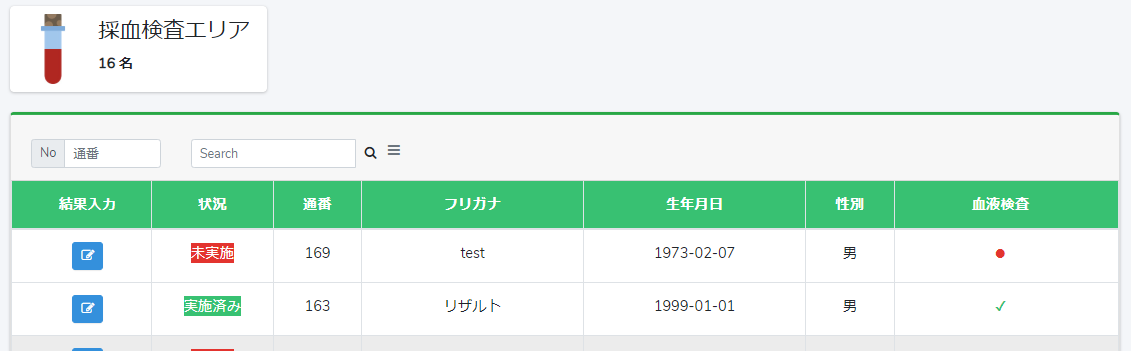 採血検査エリア
16 名
No 通番 Search
結果入力 状況 通番 フリガナ 生年月日 性別 血液検査
未実施 169 test 1973-02-07 男
実施済み 163 リザルト 1999-01-01 男